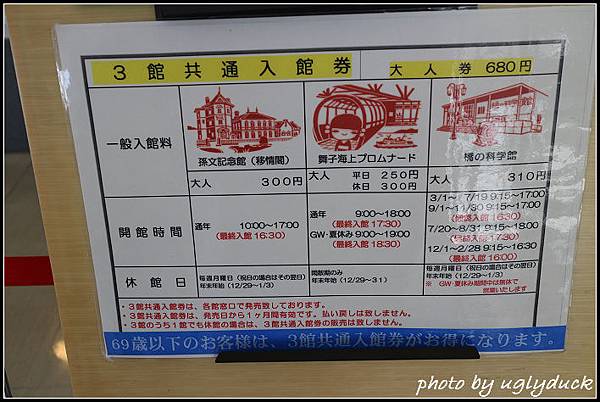 3館共通入館券 大人券 680円
一般入館料
孫文記念館（移情閣） 舞子海上プロムナード 橋の科学館
大人 300円 大人 平日 250円 大人 310円
休日 300円
開館時間
通年 10:00~17:00
（最終入館 16:30）
通年 9:00~18:00
（最終入館 17:30）
GW・夏休み 9:00~19:00
（最終入館 18:30）
3/1~ 7/19 9:15~17:00
9/1~11/30 9:15~17:00
（最終入館 16:30）
7/20~8/31 9:15~18:00
（最終入館 17:30）
12/1~2/28 9:15~16:30
（最終入館 16:00）
休館日
毎週月曜日（祝日の場合はその翌日）
年末年始（12/29~1/3）
閑散期のみ
年末年始（12/29~31）
毎週月曜日（祝日の場合はその翌日）
年末年始（12/29~1/3）
※ GW・夏休み期間中は無休で
営業いたします
・3館共通入館券は、各館窓口で発売致しております。
・3館共通入館券は、発売日から1ヶ月間有効です。払い戻しは致しません。
・3館のうち1館でも休館の場合は、3館共通入館券の販売は致しません。
69歳以下のお客様は、3館共通入館券がお得になります。
photo by uglyduck